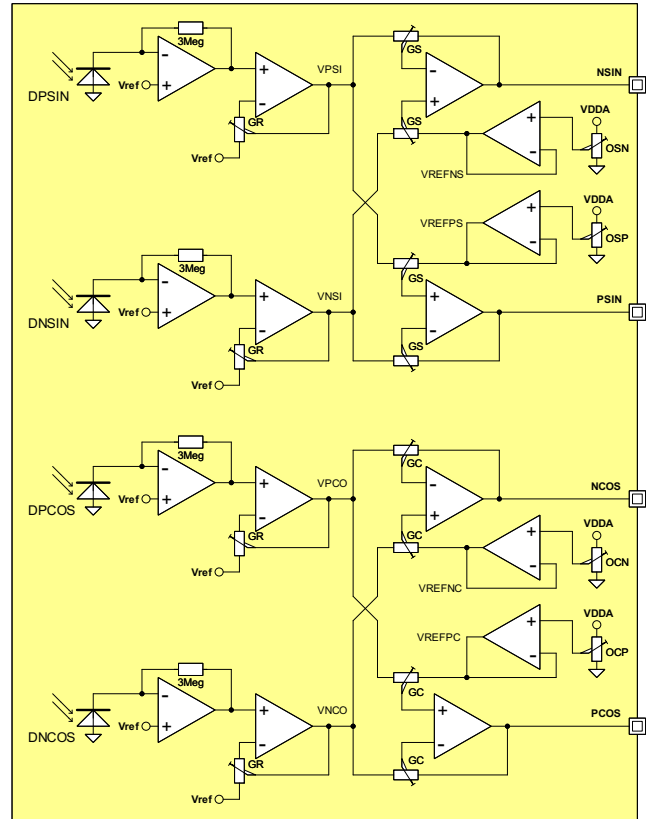 3Meg
GS
VPSI
NSIN
Vref
DPSIN
GR
GS
VDDA
Vref
OSN
VREFNS
VDDA
VREFPS
OSP
3Meg
GS
VNSI
PSIN
Vref
DNSIN
GR
GS
Vref
3Meg
GC
VPCO
NCOS
Vref
DPCOS
GR
GC
VDDA
Vref
OCN
VREFNC
VDDA
VREFPC
OCP
3Meg
GC
VNCO
PCOS
Vref
DNCOS
GR
GC
Vref